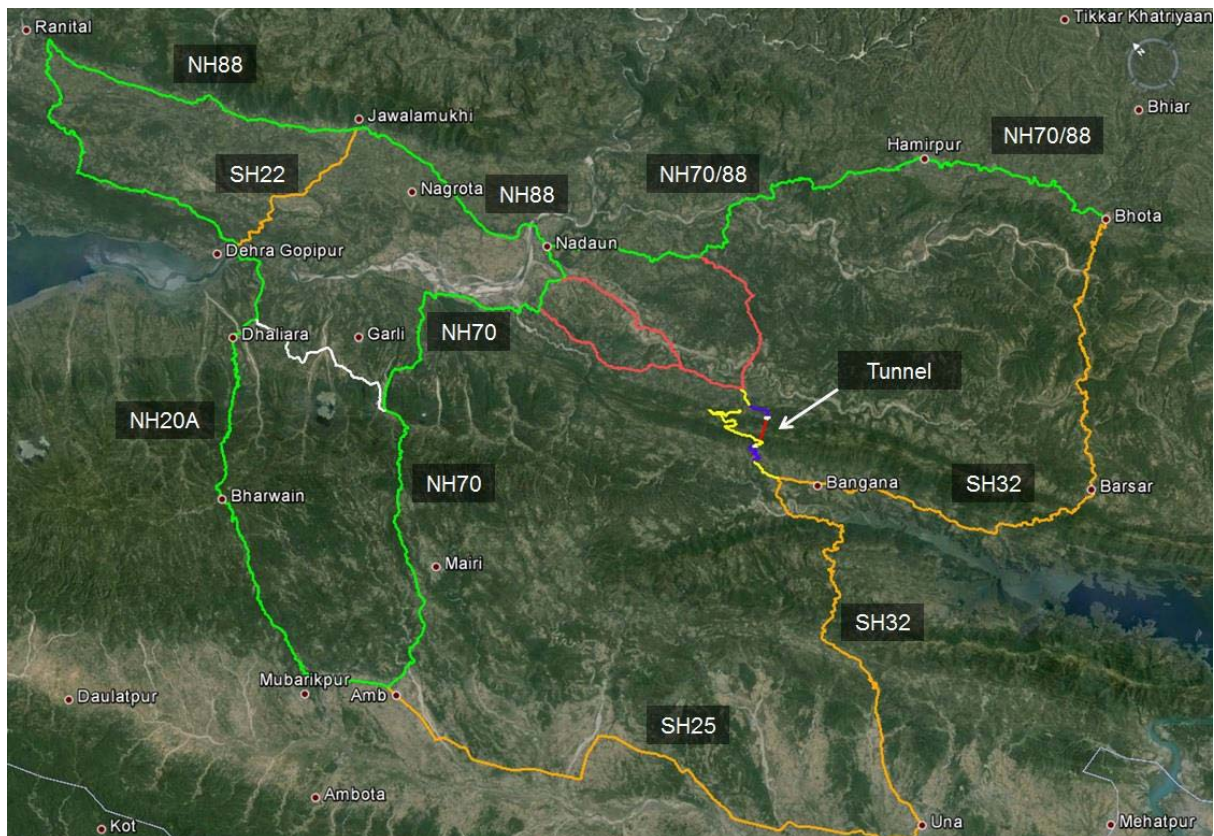 Ranital
Tikkar Khatriyaan
N
NH88
Bhiar
Jawalamukhi
Hamirpur
NH70/88
NH70/88
SH22
Nagrota
NH88
Bhota
Dehra Gopipur
Nadaun
Dhaliara
Garli
NH70
Tunnel
NH20A
NH70
Bangana
SH32
Barsar
Bharwain
Mairi
SH32
Mubarikpur
Daulatpur
Amb
SH25
Ambota
Kot
Una
Mehatpur